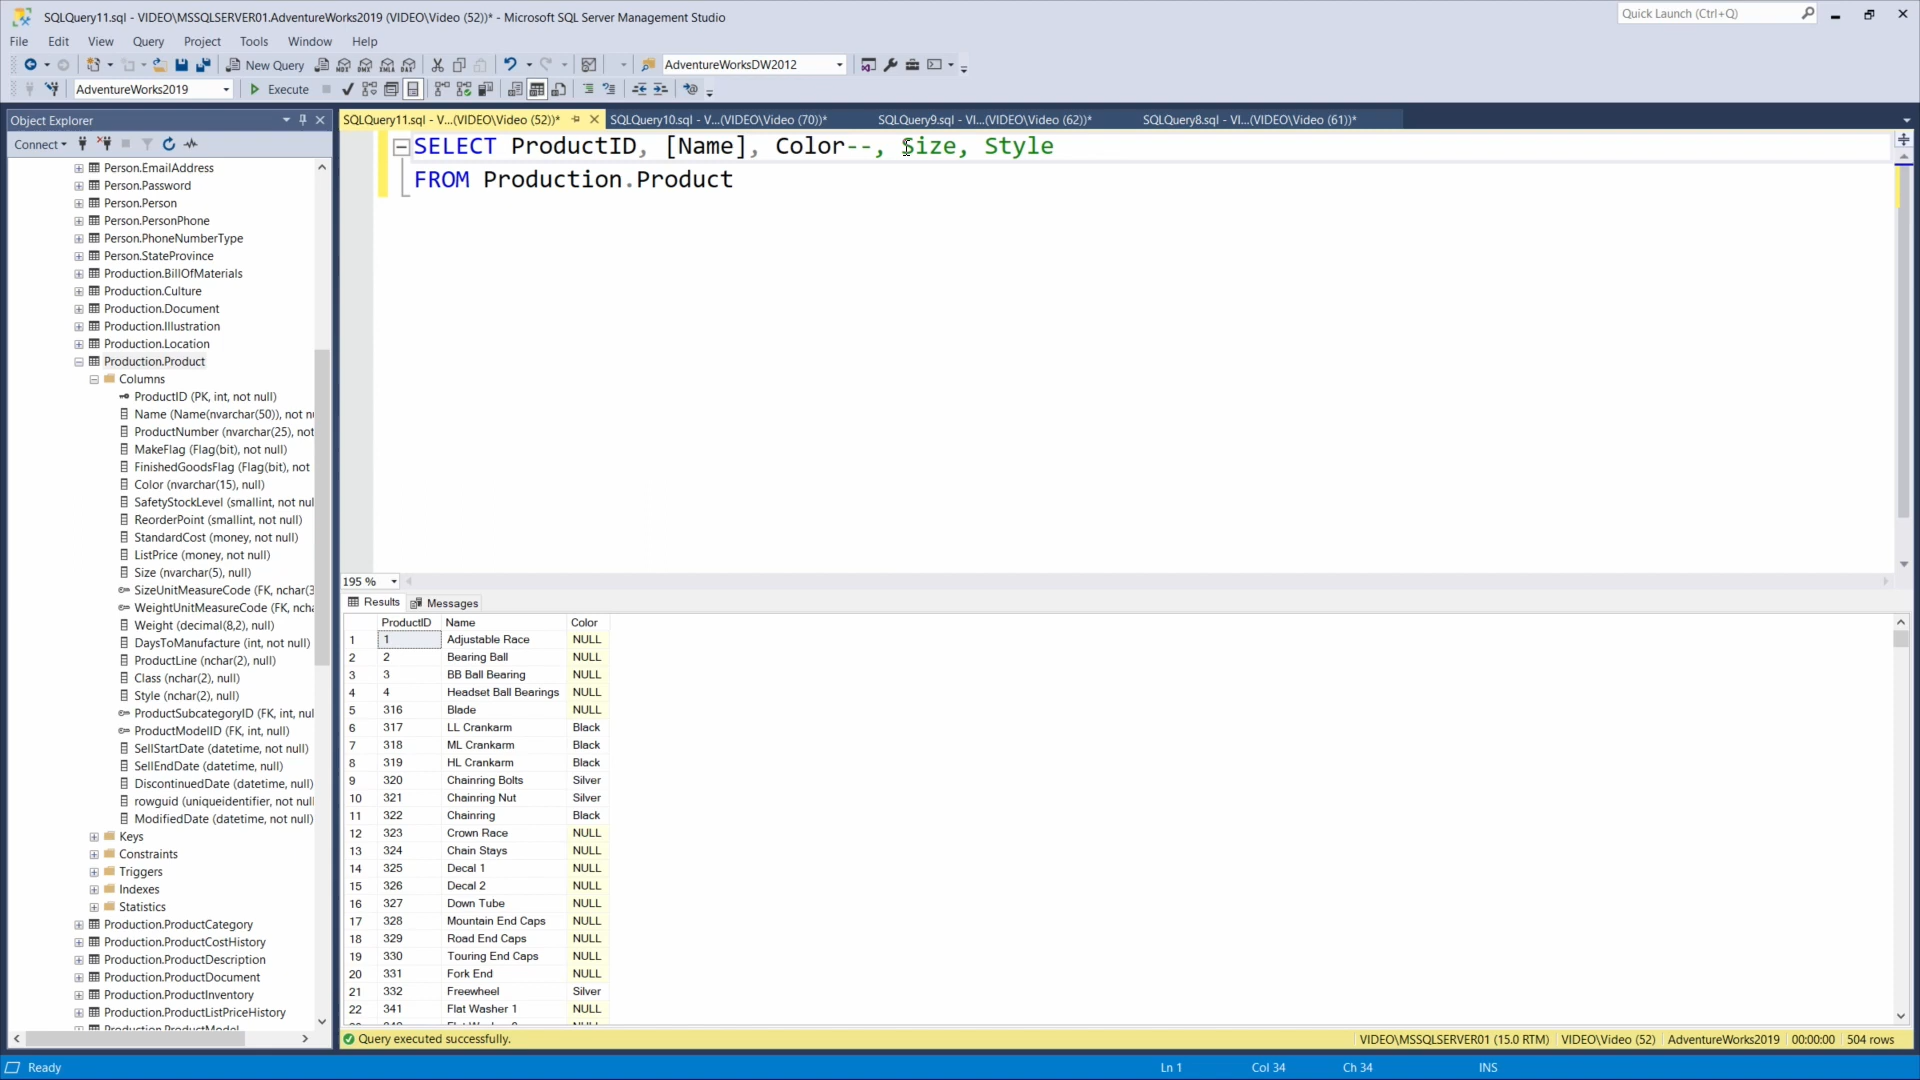 SQLQuery11.sql - VIDEO\MSSQLSERVER01.AdventureWorks2019 (VIDEO\Video (52))* - Microsoft SQL Server Management Studio
Quick Launch (Ctrl+Q)
File Edit View Query Project Tools Window Help
New Query
AdventureWorksDW2012
AdventureWorks2019
Execute
Object Explorer
Connect
Person.EmailAddress
Person.Password
Person.Person
Person.PersonPhone
Person.PhoneNumberType
Person.StateProvince
Production.BillOfMaterials
Production.Culture
Production.Document
Production.Illustration
Production.Location
Production.Product
Columns
ProductID (PK, int, not null)
Name (Name(nvarchar(50)), not n
ProductNumber (nvarchar(25), not
MakeFlag (Flag(bit), not null)
FinishedGoodsFlag (Flag(bit), not
Color (nvarchar(15), null)
SafetyStockLevel (smallint, not nul
ReorderPoint (smallint, not null)
StandardCost (money, not null)
ListPrice (money, not null)
Size (nvarchar(5), null)
SizeUnitMeasureCode (FK, nchar(3
WeightUnitMeasureCode (FK, ncha
Weight (decimal(8,2), null)
DaysToManufacture (int, not null)
ProductLine (nchar(2), null)
Class (nchar(2), null)
Style (nchar(2), null)
ProductSubcategoryID (FK, int, nul
ProductModelID (FK, int, null)
SellStartDate (datetime, not null)
SellEndDate (datetime, null)
DiscontinuedDate (datetime, null)
rowguid (uniqueidentifier, not null
ModifiedDate (datetime, not null)
Keys
Constraints
Triggers
Indexes
Statistics
Production.ProductCategory
Production.ProductCostHistory
Production.ProductDescription
Production.ProductDocument
Production.ProductInventory
Production.ProductListPriceHistory
Production.ProductModel
SQLQuery11.sql - V...(VIDEO\Video (52))* SQLQuery10.sql - V...(VIDEO\Video (70))* SQLQuery9.sql - VI...(VIDEO\Video (62))* SQLQuery8.sql - VI...(VIDEO\Video (61))*
SELECT ProductID, [Name], Color--, Size, Style
FROM Production.Product
195 %
Results Messages
ProductID Name Color
1 1 Adjustable Race NULL
2 2 Bearing Ball NULL
3 3 BB Ball Bearing NULL
4 4 Headset Ball Bearings NULL
5 316 Blade NULL
6 317 LL Crankarm Black
7 318 ML Crankarm Black
8 319 HL Crankarm Black
9 320 Chainring Bolts Silver
10 321 Chainring Nut Silver
11 322 Chainring Black
12 323 Crown Race NULL
13 324 Chain Stays NULL
14 325 Decal 1 NULL
15 326 Decal 2 NULL
16 327 Down Tube NULL
17 328 Mountain End Caps NULL
18 329 Road End Caps NULL
19 330 Touring End Caps NULL
20 331 Fork End NULL
21 332 Freewheel Silver
22 341 Flat Washer 1 NULL
Query executed successfully.
VIDEO\MSSQLSERVER01 (15.0 RTM) VIDEO\Video (52) AdventureWorks2019 00:00:00 504 rows
Ready
Ln 1 Col 34 Ch 34 INS